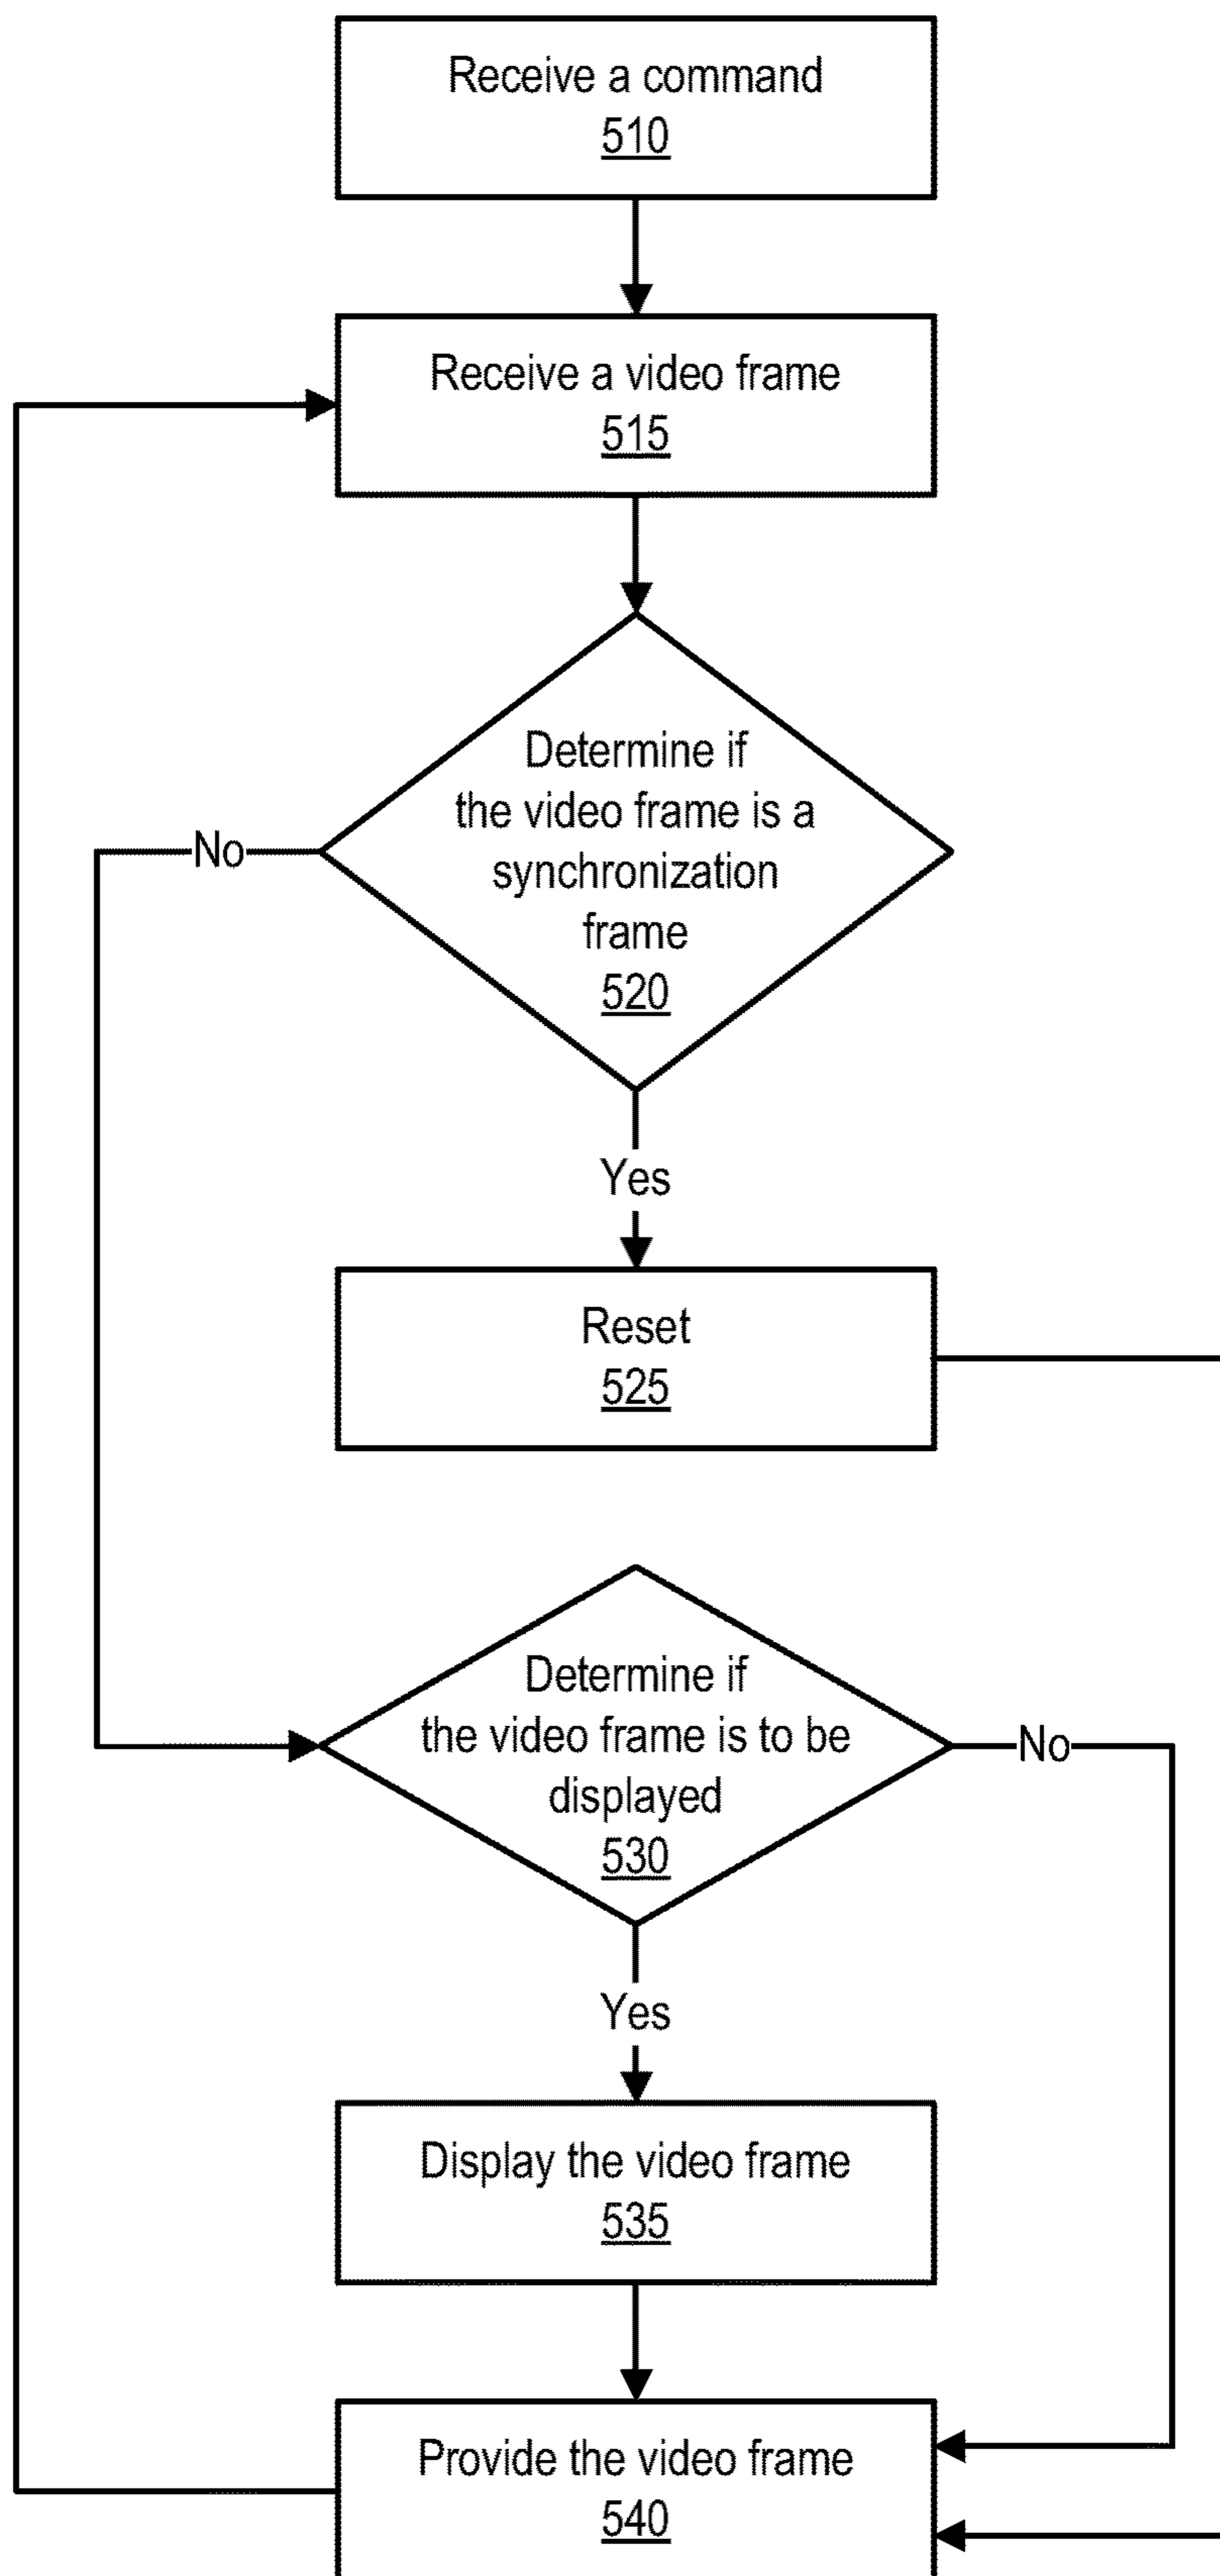 Receive a command
510
Receive a video frame
515
Determine if
the video frame is a
synchronization
frame
520
No
Yes
Reset
525
Determine if
the video frame is to be
displayed
530
No
Yes
Display the video frame
535
Provide the video frame
540